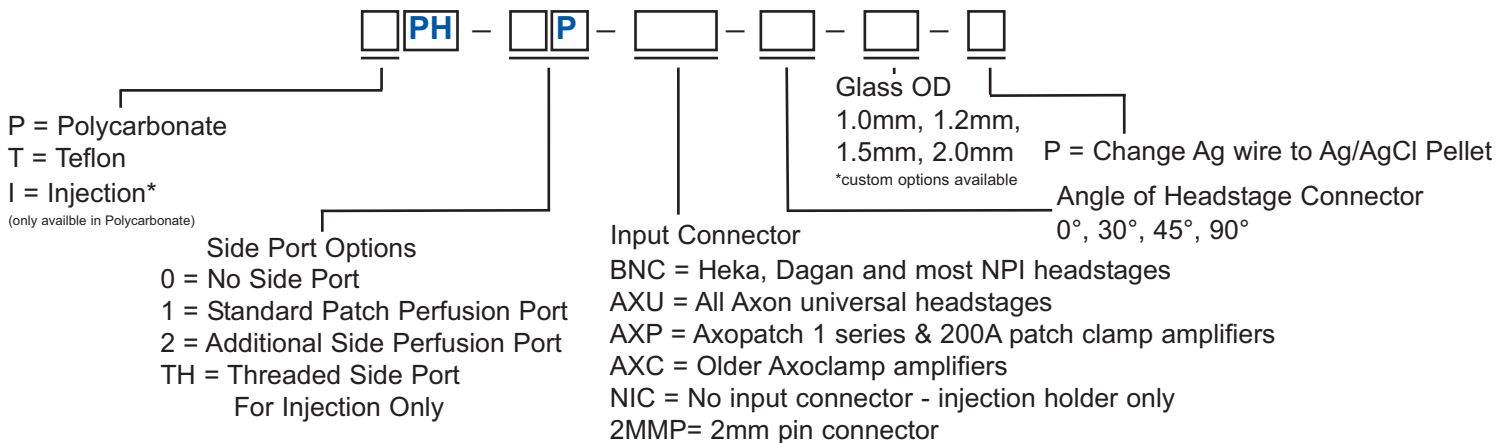 PH – P – – – –
P = Polycarbonate
T = Teflon
I = Injection*
(only availble in Polycarbonate)
Side Port Options
0 = No Side Port
1 = Standard Patch Perfusion Port
2 = Additional Side Perfusion Port
TH = Threaded Side Port
For Injection Only
Input Connector
BNC = Heka, Dagan and most NPI headstages
AXU = All Axon universal headstages
AXP = Axopatch 1 series & 200A patch clamp amplifiers
AXC = Older Axoclamp amplifiers
NIC = No input connector - injection holder only
2MMP= 2mm pin connector
Angle of Headstage Connector
0°, 30°, 45°, 90°
Glass OD
1.0mm, 1.2mm,
1.5mm, 2.0mm
*custom options available
P = Change Ag wire to Ag/AgCl Pellet